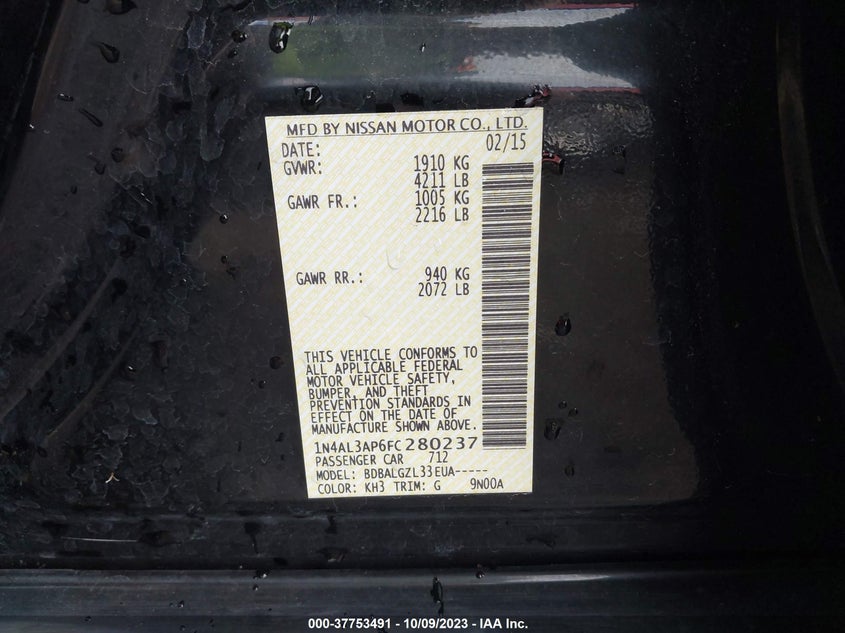 MFD BY NISSAN MOTOR CO., LTD.
DATE: 02/15
GVWR: 1910 KG
4211 LB
GAWR FR.: 1005 KG
2216 LB
GAWR RR.: 940 KG
2072 LB
THIS VEHICLE CONFORMS TO
ALL APPLICABLE FEDERAL
MOTOR VEHICLE SAFETY,
BUMPER, AND THEFT
PREVENTION STANDARDS IN
EFFECT ON THE DATE OF
MANUFACTURE SHOWN ABOVE.
1N4AL3AP6FC280237
PASSENGER CAR 712
MODEL: BDBALGZL33EUA-----
COLOR: KH3 TRIM: G 9N00A
000-37753491 - 10/09/2023 - IAA Inc.